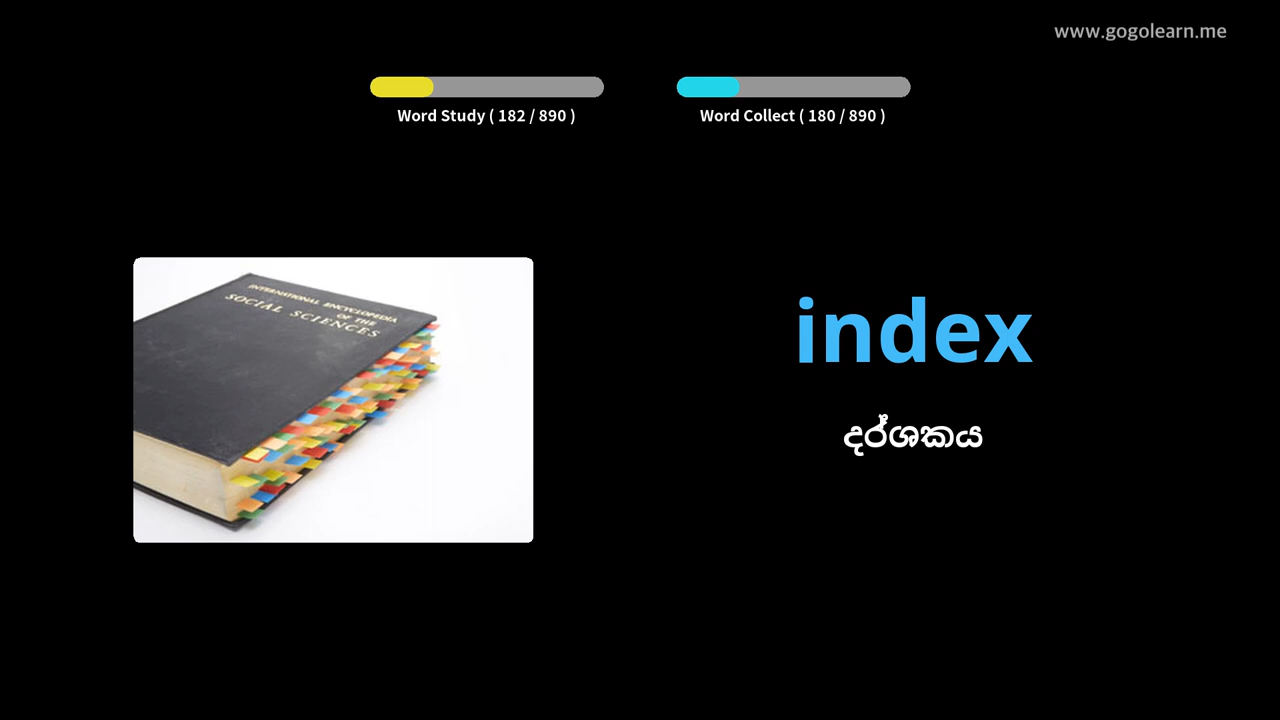 www.gogolearn.me
Word Study ( 182 / 890 )
Word Collect ( 180 / 890 )
INTERNATIONAL ENCYCLOPEDIA
OF THE
SOCIAL SCIENCES
index
දර්ශකය